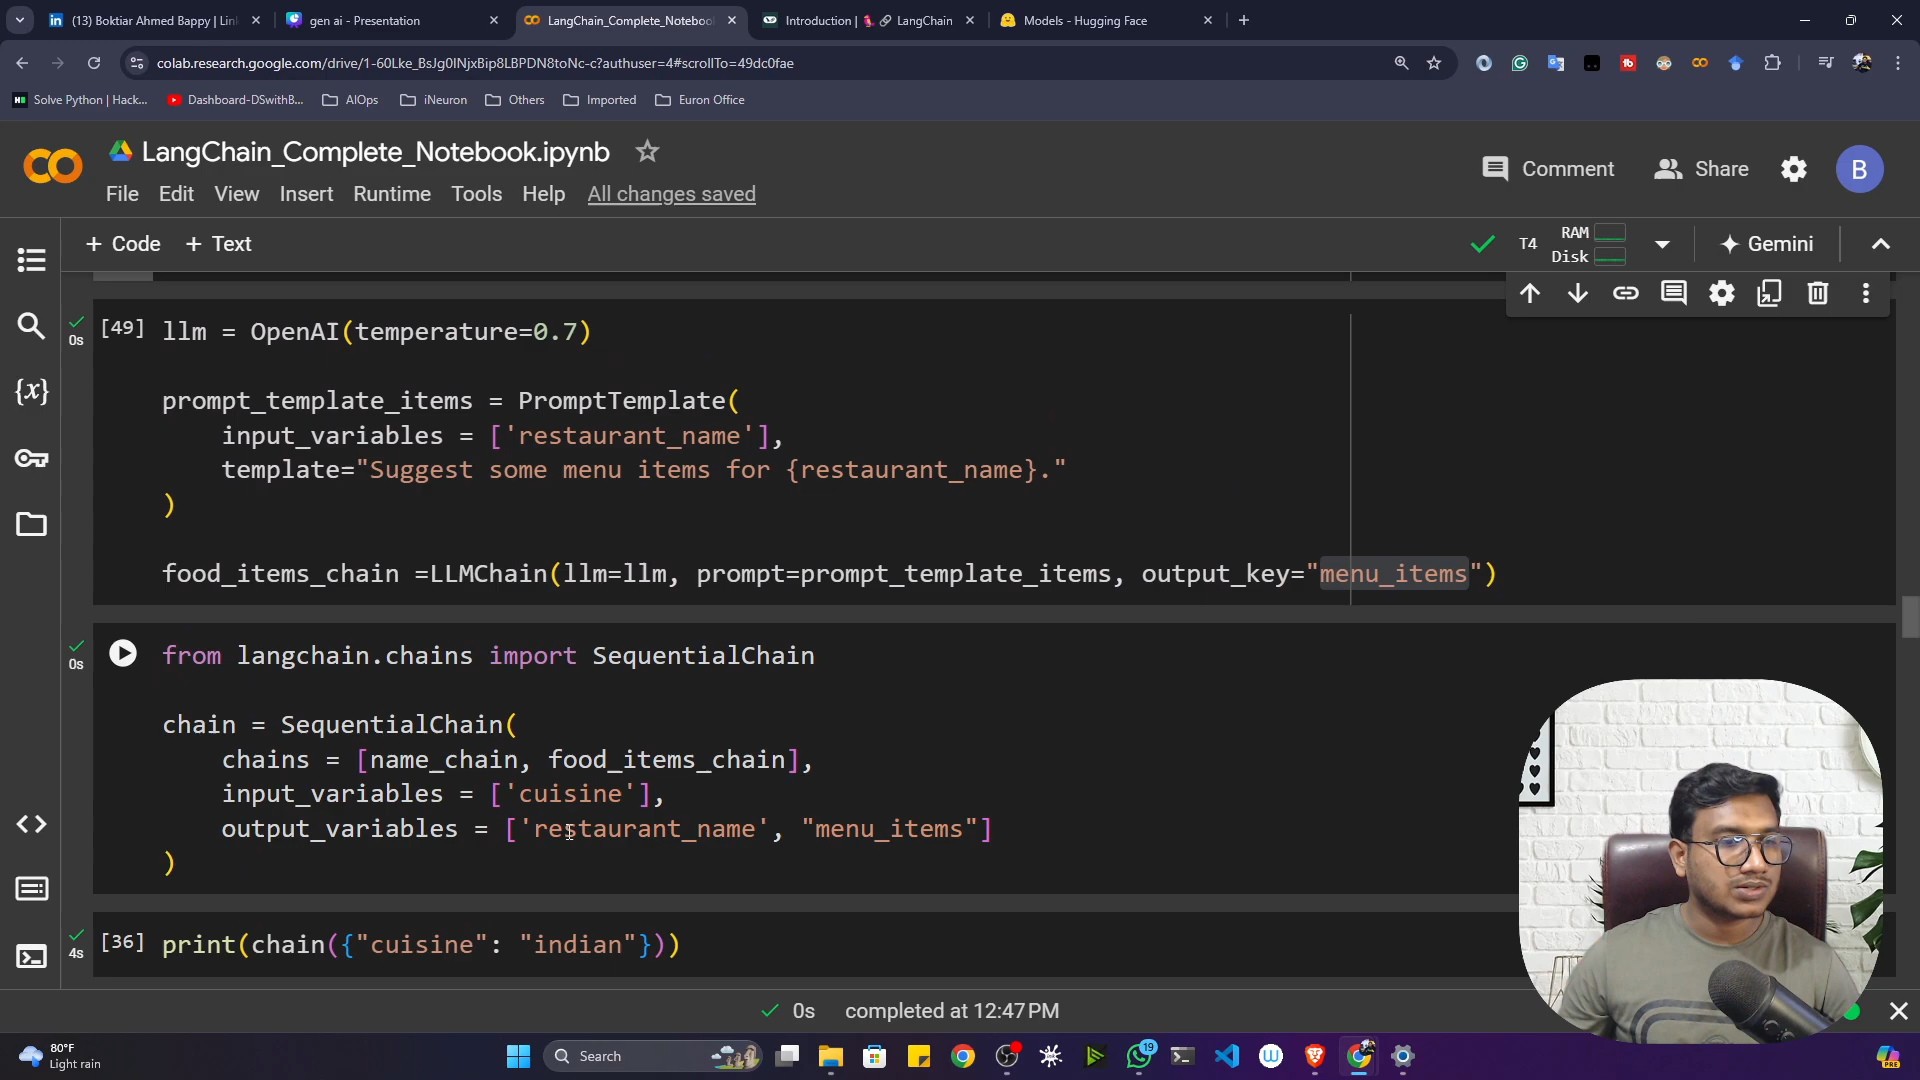 (13) Boktiar Ahmed Bappy | Lin
gen ai - Presentation
LangChain_Complete_Noteboo
Introduction | 🦜️🔗 LangChain
Models - Hugging Face
colab.research.google.com/drive/1-60Lke_BsJg0INjxBip8LBPDN8toNc-c?authuser=4#scrollTo=49dc0fae
Solve Python | Hack...
Dashboard-DSwithB...
AIOps
iNeuron
Others
Imported
Euron Office
LangChain_Complete_Notebook.ipynb
Comment
Share
B
File Edit View Insert Runtime Tools Help All changes saved
+ Code + Text
T4
RAM
Disk
Gemini
[49] llm = OpenAI(temperature=0.7)
0s
prompt_template_items = PromptTemplate(
input_variables = ['restaurant_name'],
template="Suggest some menu items for {restaurant_name}."
)
food_items_chain =LLMChain(llm=llm, prompt=prompt_template_items, output_key="menu_items")
from langchain.chains import SequentialChain
0s
chain = SequentialChain(
chains = [name_chain, food_items_chain],
input_variables = ['cuisine'],
output_variables = ['restaurant_name', "menu_items"]
)
[36] print(chain({"cuisine": "indian"}))
4s
0s completed at 12:47 PM
80°F
Light rain
Search
19
PRE